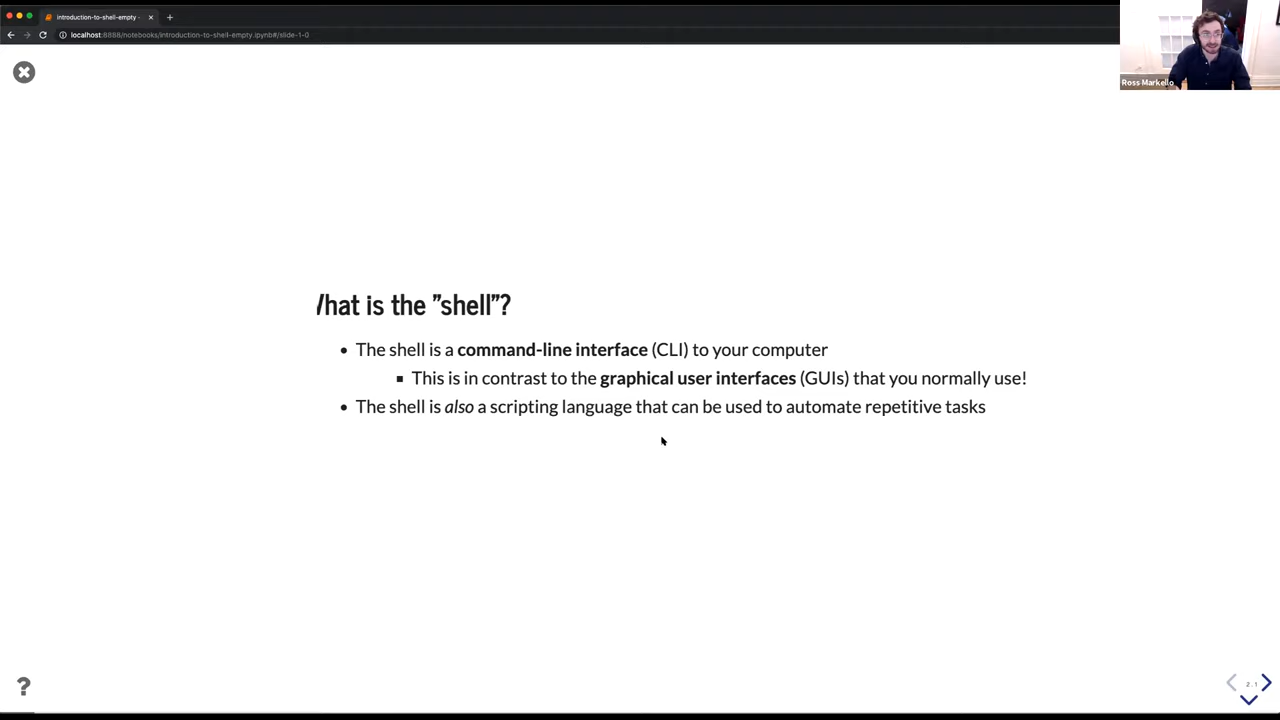 introduction-to-shell-empty -
localhost:8888/notebooks/introduction-to-shell-empty.ipynb#/slide-1-0
Ross Markello
What is the "shell"?
The shell is a command-line interface (CLI) to your computer
This is in contrast to the graphical user interfaces (GUIs) that you normally use!
The shell is also a scripting language that can be used to automate repetitive tasks
?
2.1